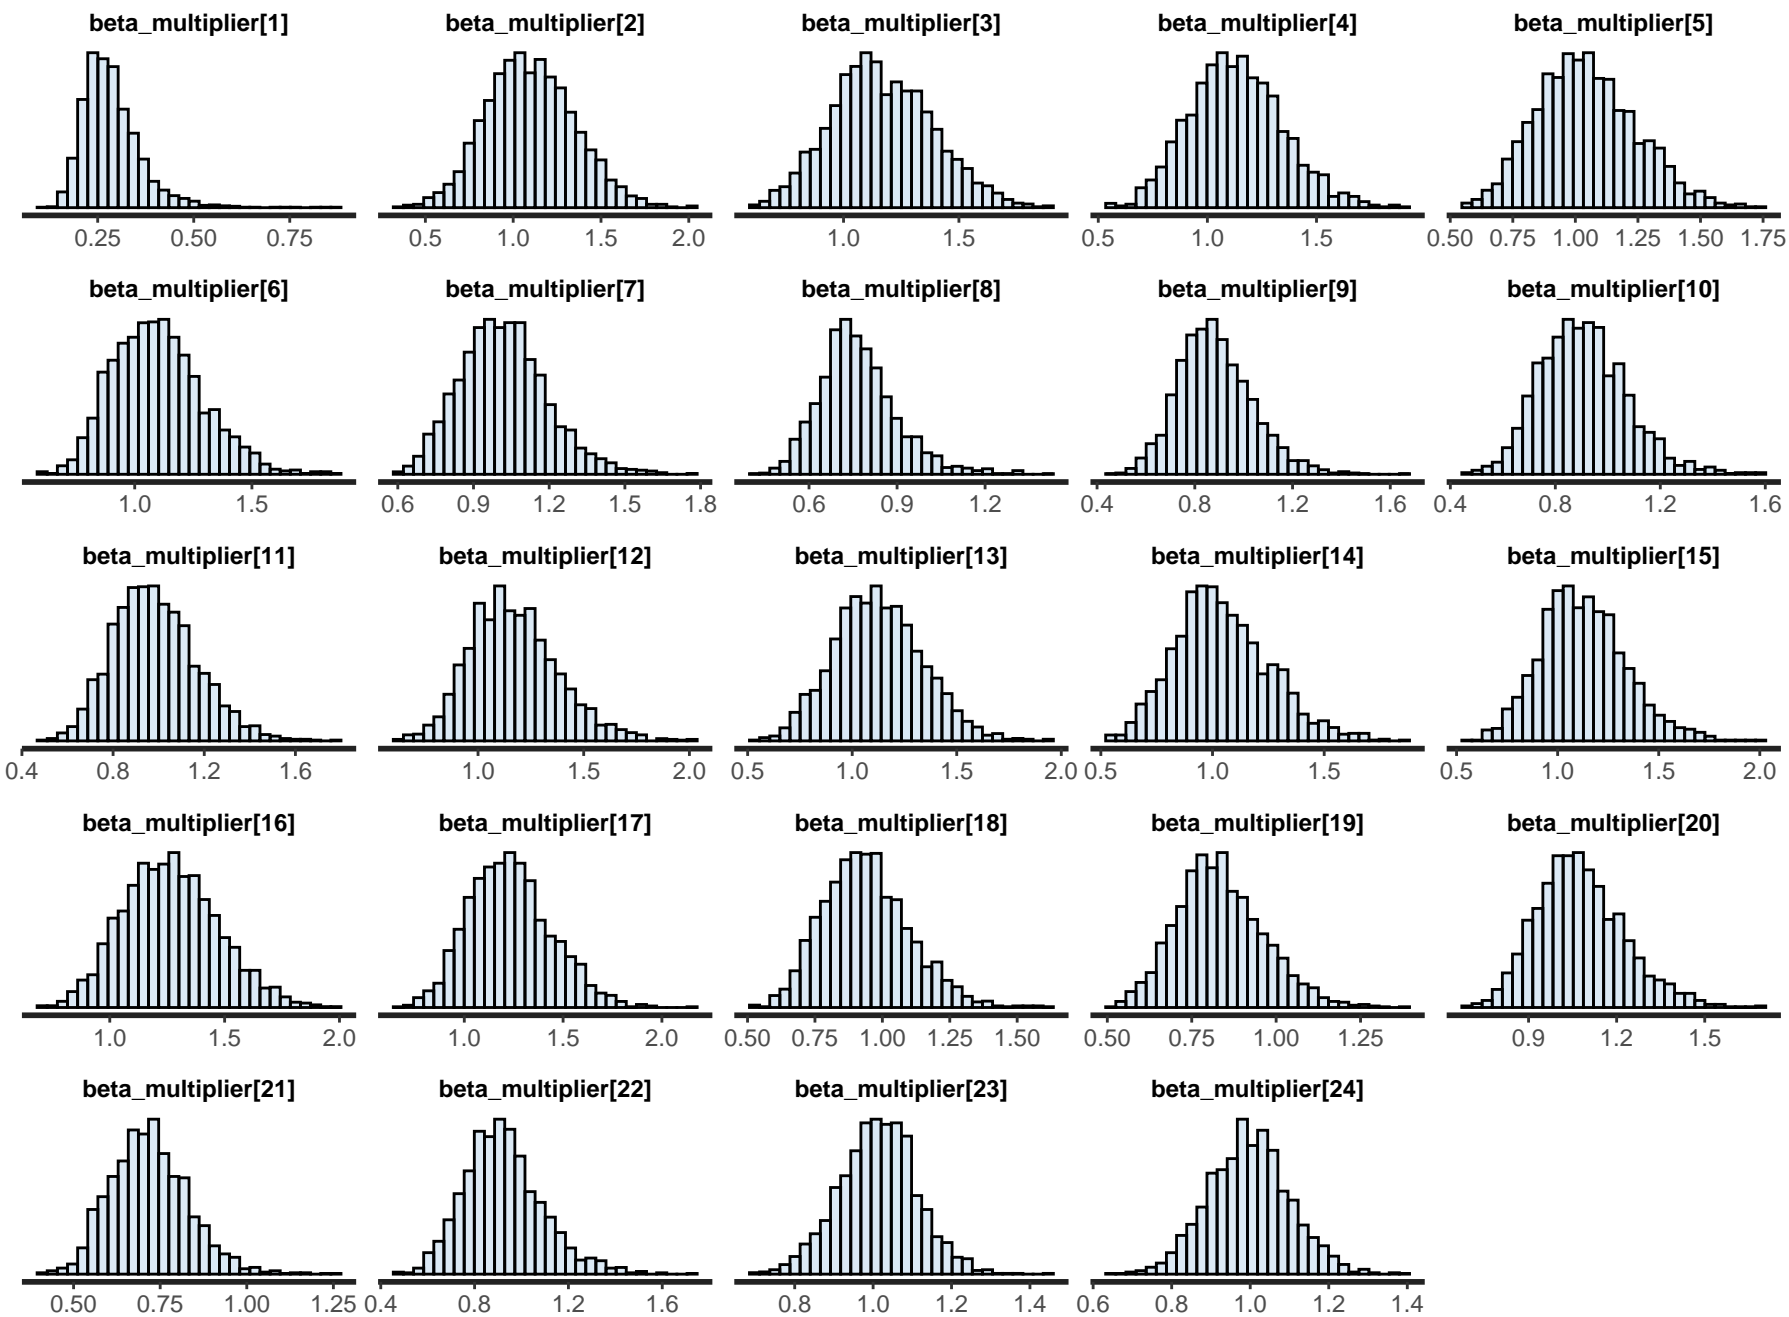 beta_multiplier[1] beta_multiplier[2] beta_multiplier[3] beta_multiplier[4] beta_multiplier[5]
0.25 0.50 0.75 0.5 1.0 1.5 2.0 1.0 1.5 0.5 1.0 1.5 0.50 0.75 1.00 1.25 1.50 1.75
beta_multiplier[6] beta_multiplier[7] beta_multiplier[8] beta_multiplier[9] beta_multiplier[10]
1.0 1.5 0.6 0.9 1.2 1.5 1.8 0.6 0.9 1.2 0.4 0.8 1.2 1.6 0.4 0.8 1.2 1.6
beta_multiplier[11] beta_multiplier[12] beta_multiplier[13] beta_multiplier[14] beta_multiplier[15]
0.4 0.8 1.2 1.6 1.0 1.5 2.0 0.5 1.0 1.5 2.0 0.5 1.0 1.5 0.5 1.0 1.5 2.0
beta_multiplier[16] beta_multiplier[17] beta_multiplier[18] beta_multiplier[19] beta_multiplier[20]
1.0 1.5 2.0 1.0 1.5 2.0 0.50 0.75 1.00 1.25 1.50 0.50 0.75 1.00 1.25 0.9 1.2 1.5
beta_multiplier[21] beta_multiplier[22] beta_multiplier[23] beta_multiplier[24]
0.50 0.75 1.00 1.25 0.4 0.8 1.2 1.6 0.8 1.0 1.2 1.4 0.6 0.8 1.0 1.2 1.4